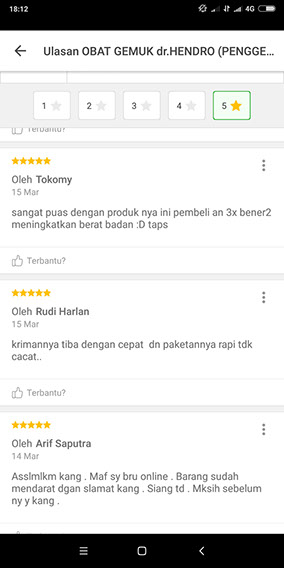 18:12
4G
Ulasan OBAT GEMUK dr.HENDRO (PENGGE...
1
2
3
4
5
Terbantu?
Oleh Tokomy
15 Mar
sangat puas dengan produk nya ini pembeli an 3x bener2
meningkatkan berat badan :D taps
Terbantu?
Oleh Rudi Harlan
15 Mar
krimannya tiba dengan cepat dn paketannya rapi tdk
cacat..
Terbantu?
Oleh Arif Saputra
14 Mar
Asslmlkm kang . Maf sy bru online . Barang sudah
mendarat dgan slamat kang . Siang td . Mksih sebelum
ny y kang .